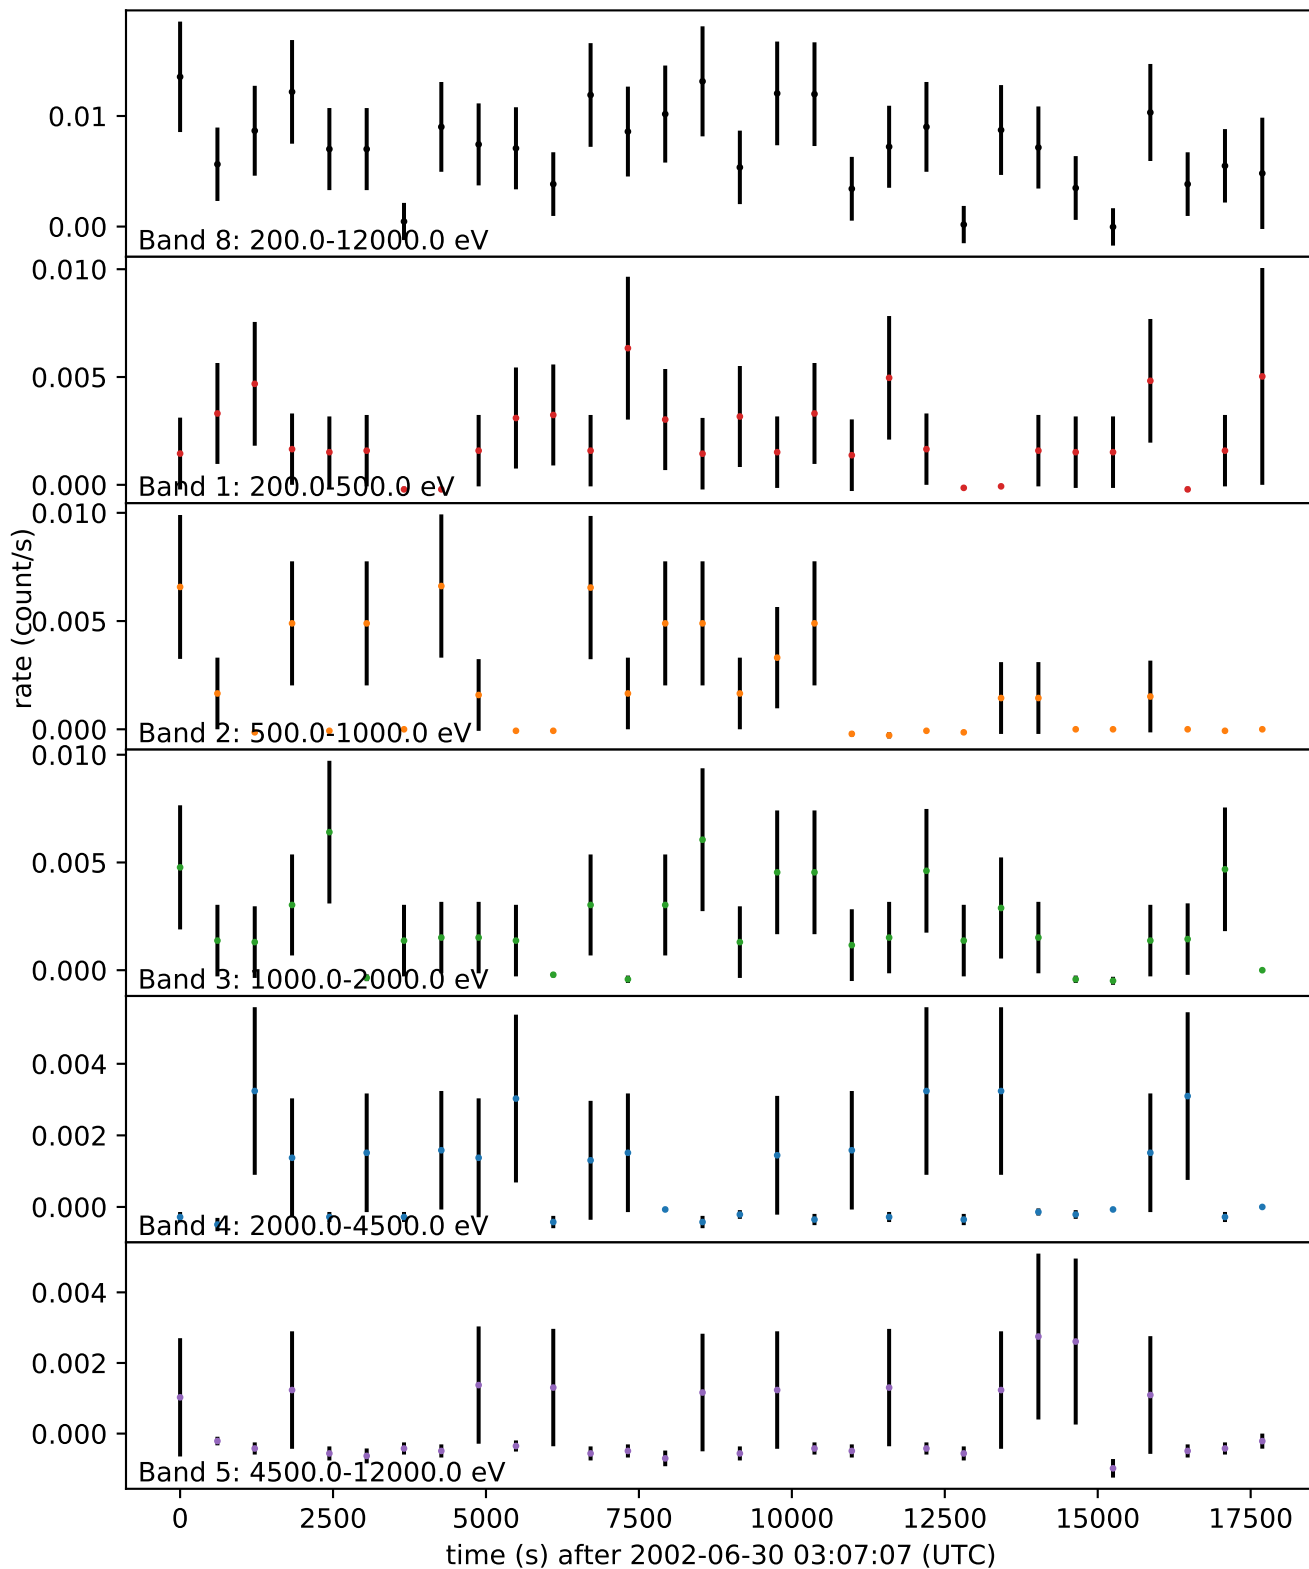 0.01
0.00
Band 8: 200.0-12000.0 eV
0.010
0.005
0.000
Band 1: 200.0-500.0 eV
0.010
0.005
0.000
Band 2: 500.0-1000.0 eV
rate (count/s)
0.010
0.005
0.000
Band 3: 1000.0-2000.0 eV
0.004
0.002
0.000
Band 4: 2000.0-4500.0 eV
0.004
0.002
0.000
Band 5: 4500.0-12000.0 eV
0 2500 5000 7500 10000 12500 15000 17500
time (s) after 2002-06-30 03:07:07 (UTC)